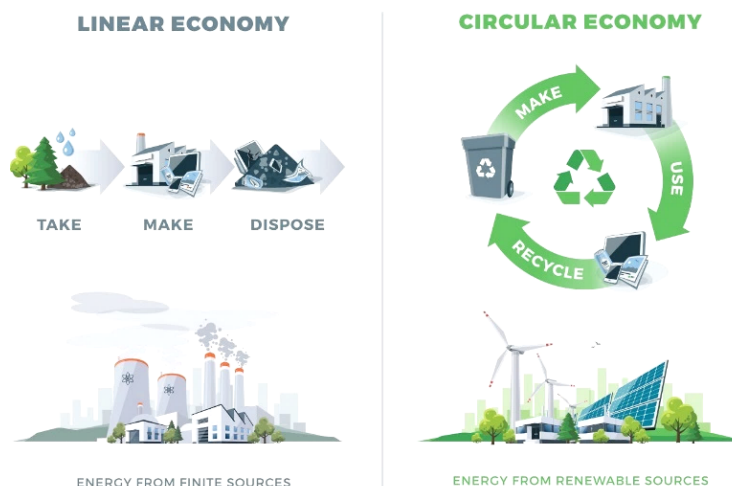 LINEAR ECONOMY
TAKE
MAKE
DISPOSE
ENERGY FROM FINITE SOURCES
CIRCULAR ECONOMY
MAKE
USE
RECYCLE
ENERGY FROM RENEWABLE SOURCES